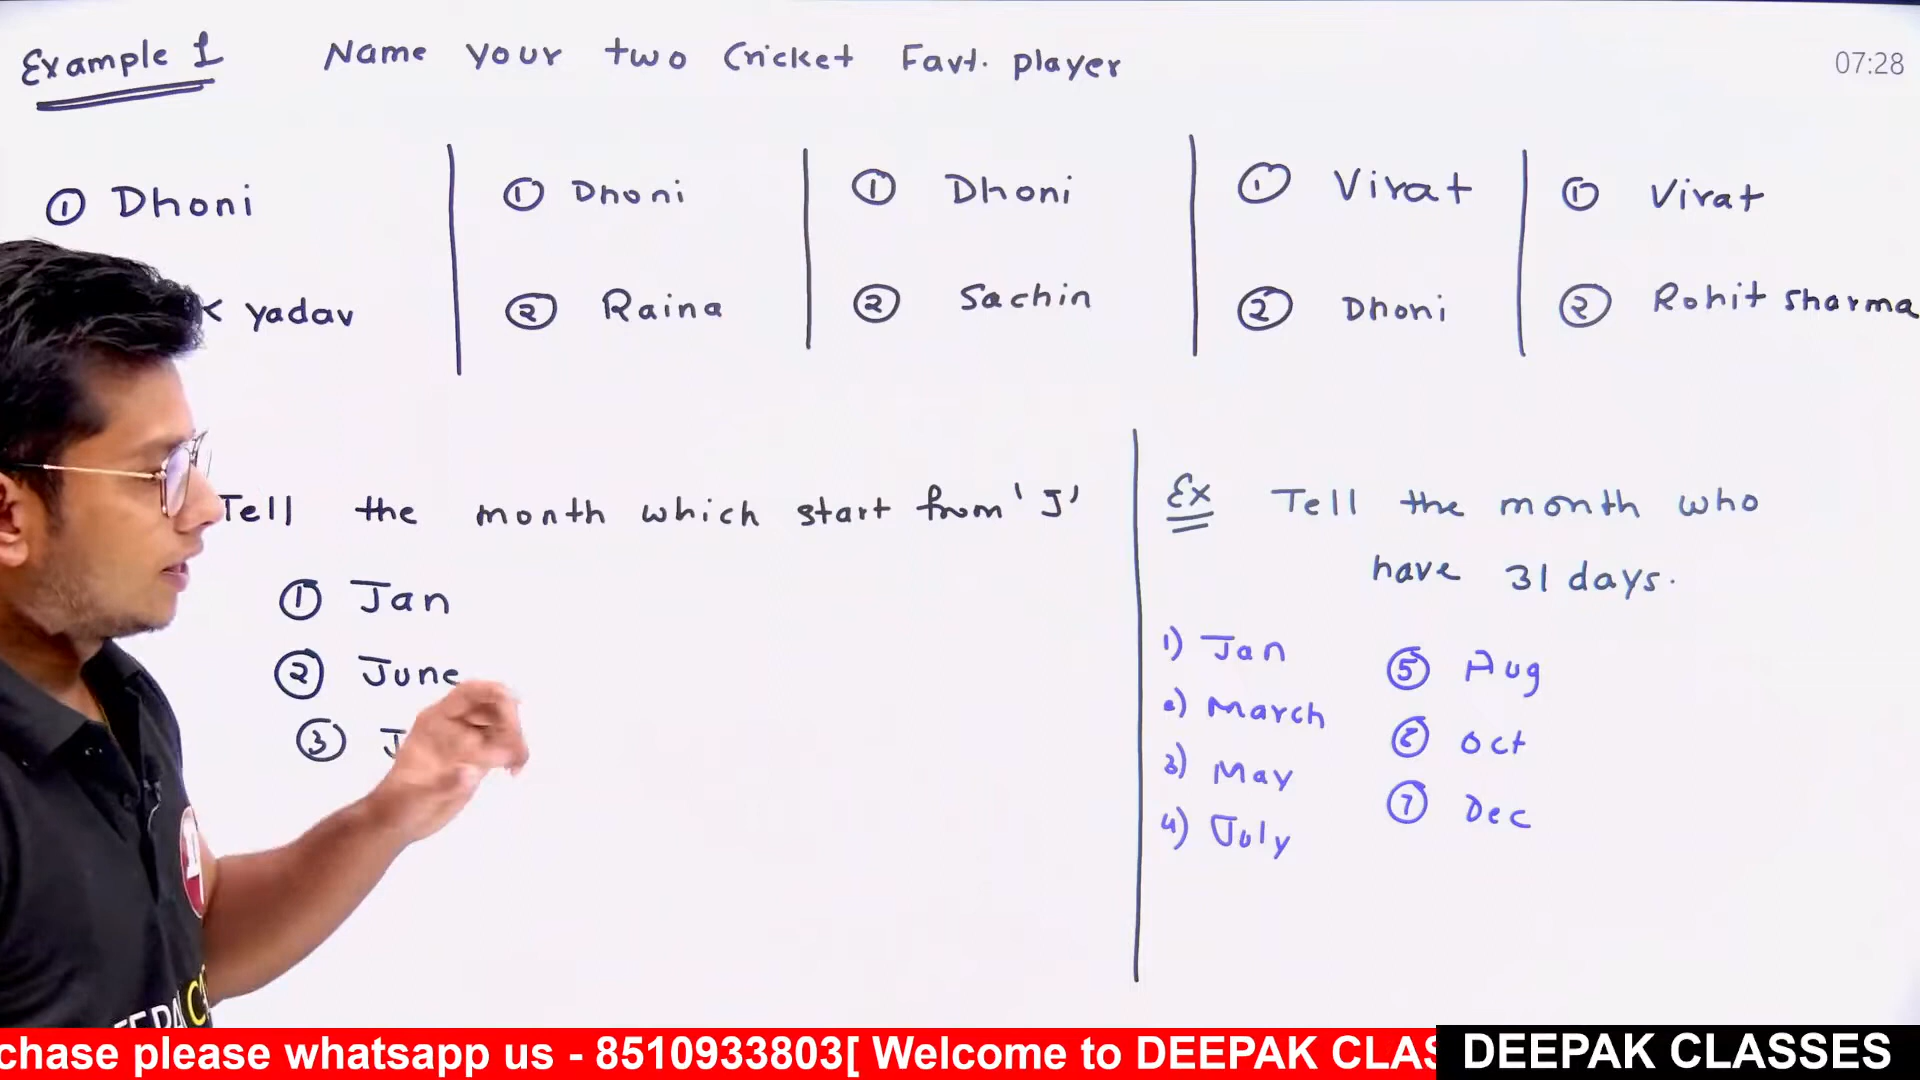 Example 1 Name your two Cricket Favt. player
07:28
① Dhoni
yadav
① Dhoni
② Raina
① Dhoni
② Sachin
① Virat
② Dhoni
① Virat
② Rohit Sharma
Tell the month which start from 'J'
① Jan
② June
③ J
Ex Tell the month who
have 31 days.
1) Jan
2) March
3) May
4) July
⑤ Aug
Oct
⑦ Dec
chase please whatsapp us - 8510933803[ Welcome to DEEPAK CLAS
DEEPAK CLASSES